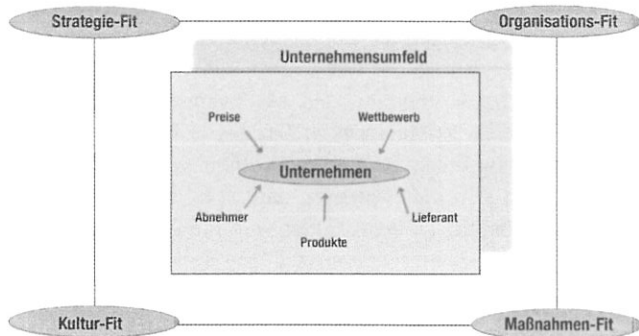 Strategie-Fit
Organisations-Fit
Unternehmensumfeld
Preise
Wettbewerb
Unternehmen
Abnehmer
Lieferant
Produkte
Kultur-Fit
Maßnahmen-Fit